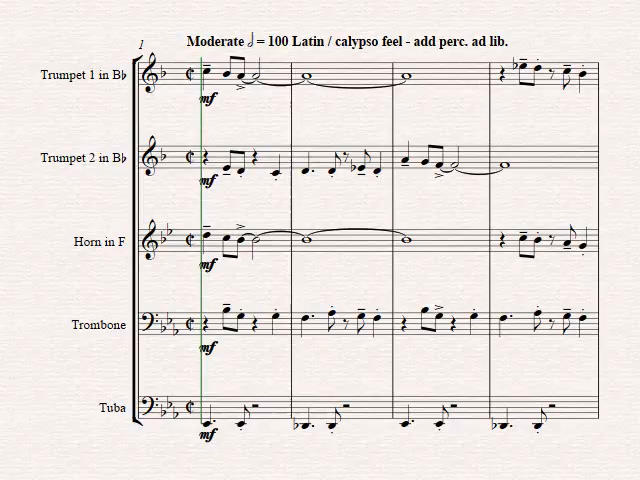 1
Moderate 𝅗𝅥 = 100 Latin / calypso feel - add perc. ad lib.
Trumpet 1 in B♭
mf
Trumpet 2 in B♭
mf
Horn in F
mf
Trombone
mf
Tuba
mf